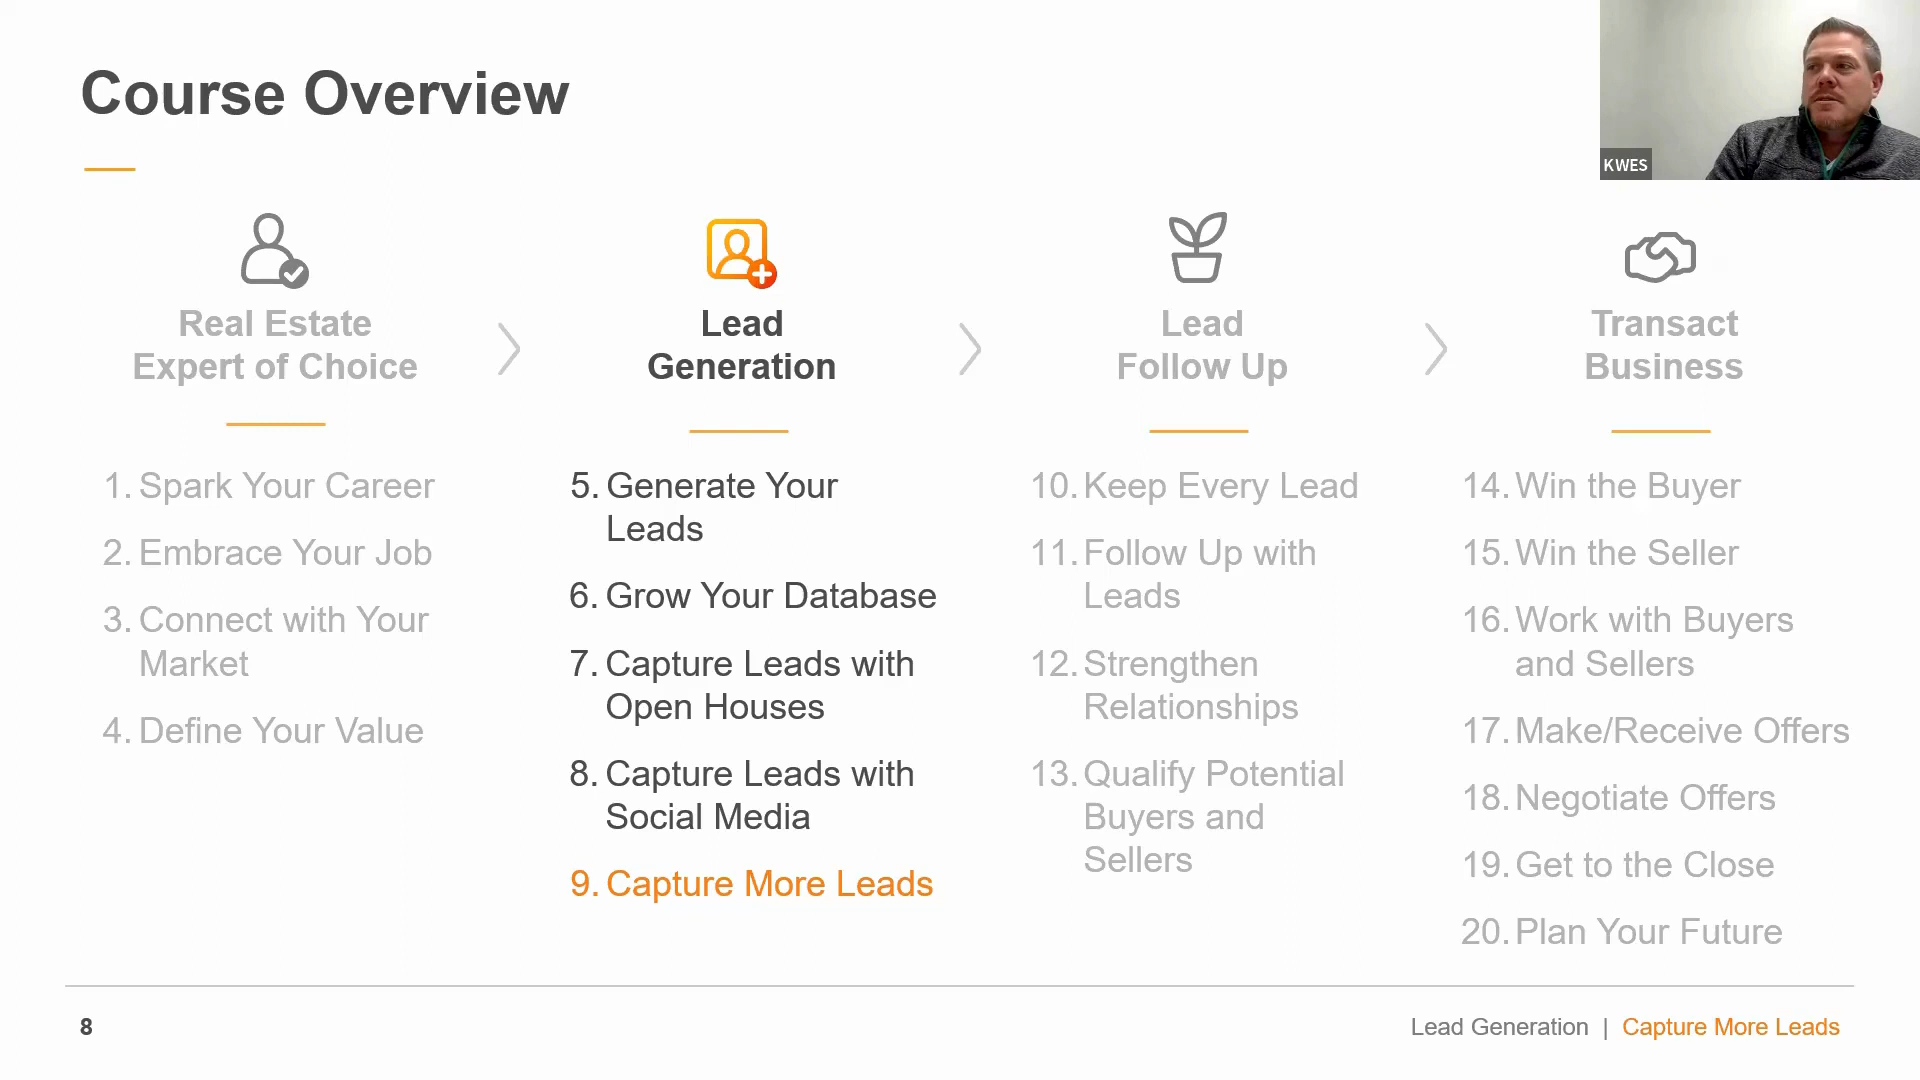 Course Overview
KWES
Real Estate
Expert of Choice
1. Spark Your Career
2. Embrace Your Job
3. Connect with Your
Market
4. Define Your Value
Lead
Generation
5. Generate Your
Leads
6. Grow Your Database
7. Capture Leads with
Open Houses
8. Capture Leads with
Social Media
9. Capture More Leads
Lead
Follow Up
10. Keep Every Lead
11. Follow Up with
Leads
12. Strengthen
Relationships
13. Qualify Potential
Buyers and
Sellers
Transact
Business
14. Win the Buyer
15. Win the Seller
16. Work with Buyers
and Sellers
17. Make/Receive Offers
18. Negotiate Offers
19. Get to the Close
20. Plan Your Future
8
Lead Generation | Capture More Leads